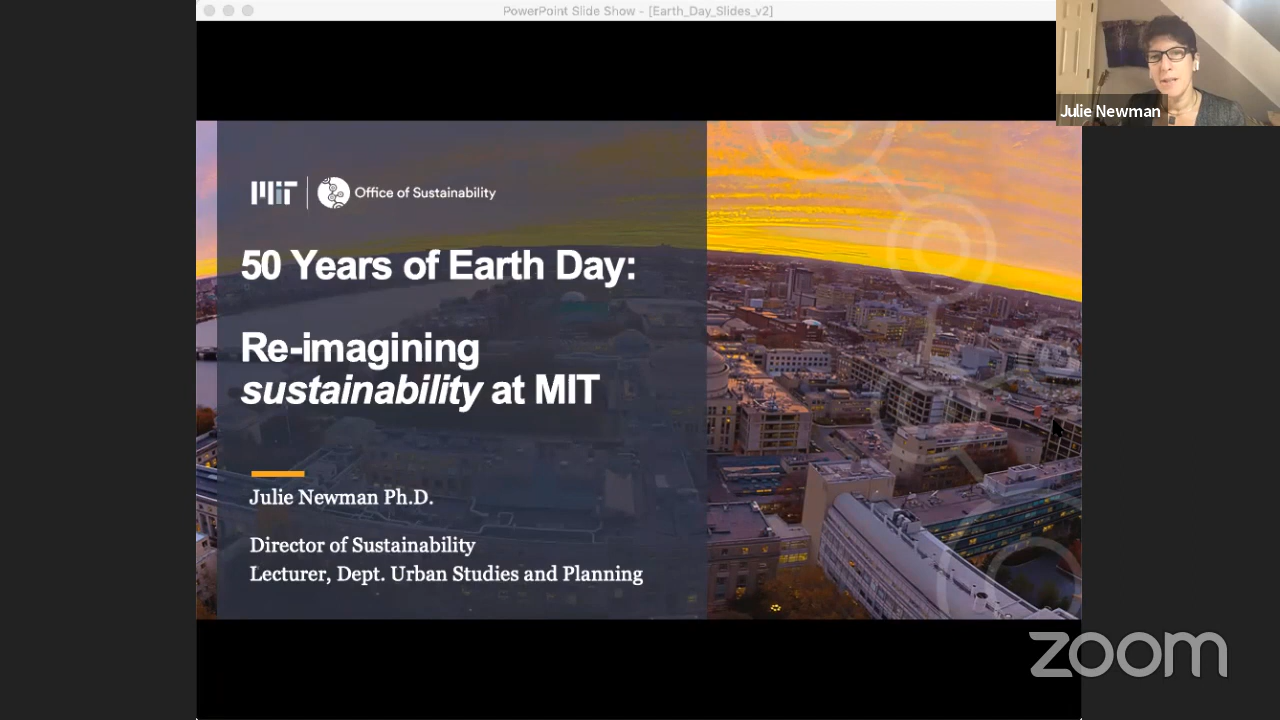 PowerPoint Slide Show - [Earth_Day_Slides_v2]
Julie Newman
MIT Office of Sustainability
50 Years of Earth Day:
Re-imagining
sustainability at MIT
Julie Newman Ph.D.
Director of Sustainability
Lecturer, Dept. Urban Studies and Planning
zoom